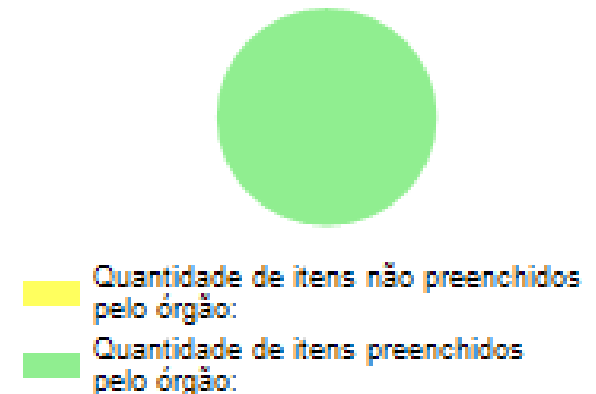 Quantidade de itens não preenchidos
pelo órgão:
Quantidade de itens preenchidos
pelo órgão: